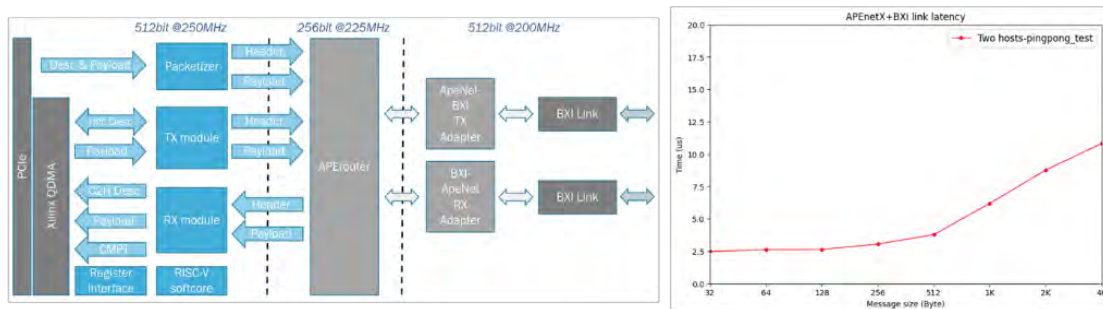 512bit @250MHz
256bit @225MHz
512bit @200MHz
PCIe
Xilinx QDMA
Desc & Payload
Packetizer
Header
Payload
Desc
Payload
TX module
Header
Payload
C2H Desc
Payload
CMPT
RX module
Header
Payload
Register
Interface
RISC-V
softcore
APErouter
ApeNet-
BXI
TX
Adapter
BXI Link
BXI-
ApeNet
RX
Adapter
BXI Link
APEnetX+BXI link latency
Two hosts-pingpong_test
Time (us)
20.0
17.5
15.0
12.5
10.0
7.5
5.0
2.5
0.0
32
64
128
256
512
1K
2K
Message size (Byte)